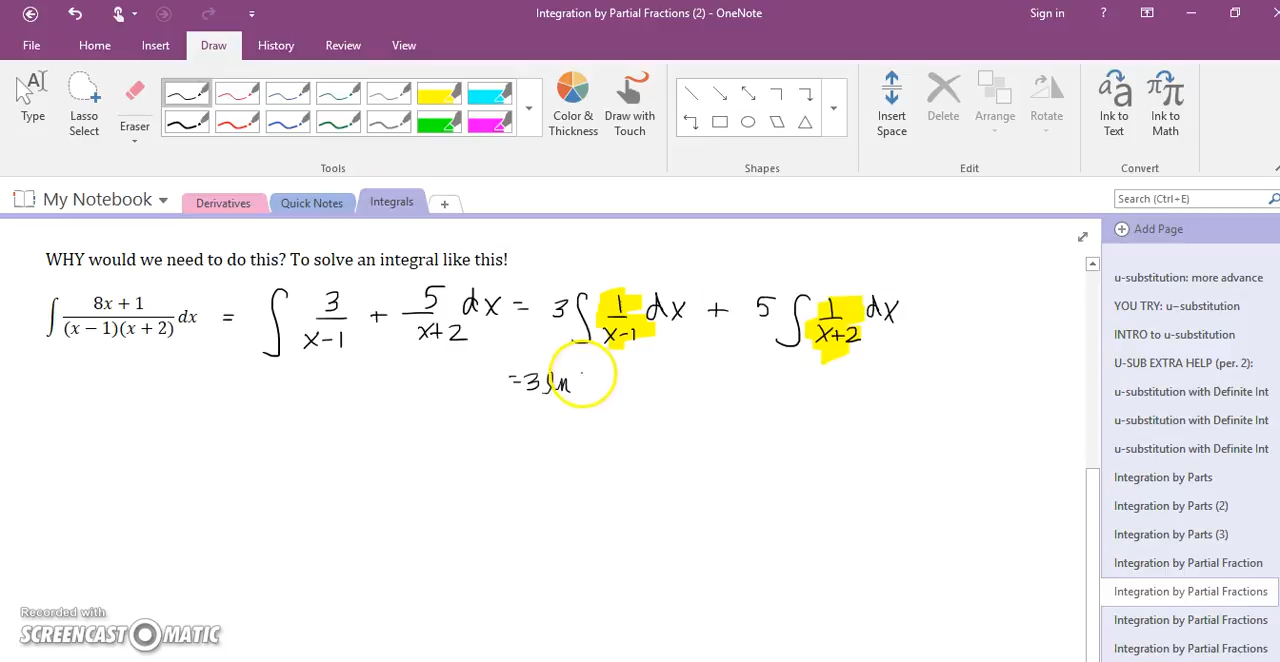 Integration by Partial Fractions (2) - OneNote
Sign in
?
File
Home
Insert
Draw
History
Review
View
Type
Lasso
Select
Eraser
Color &
Thickness
Draw with
Touch
Insert
Space
Delete
Arrange
Rotate
Ink to
Text
Ink to
Math
Tools
Shapes
Edit
Convert
My Notebook
Derivatives
Quick Notes
Integrals
+
Search (Ctrl+E)
WHY would we need to do this? To solve an integral like this!
∫ (8x + 1)/((x − 1)(x + 2)) dx = ∫ 3/(x-1) + 5/(x+2) dx = 3∫ 1/(x-1) dx + 5∫ 1/(x+2) dx
= 3 ln
Add Page
u-substitution: more advance
YOU TRY: u-substitution
INTRO to u-substitution
U-SUB EXTRA HELP (per. 2):
u-substitution with Definite Int
u-substitution with Definite Int
u-substitution with Definite Int
Integration by Parts
Integration by Parts (2)
Integration by Parts (3)
Integration by Partial Fraction
Integration by Partial Fractions
Integration by Partial Fractions
Integration by Partial Fractions
Recorded with
SCREENCAST-O-MATIC